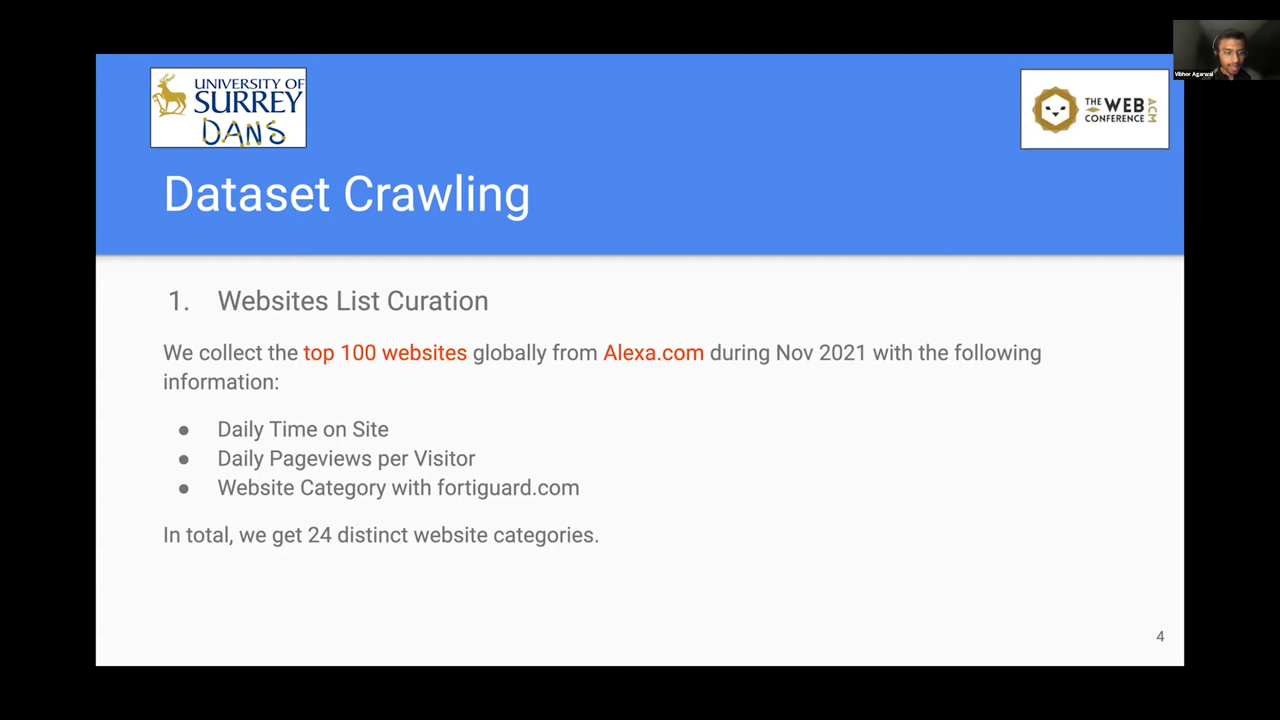 UNIVERSITY OF
SURREY
DANS
THE WEB
CONFERENCE
ACM
Vibhor Agarwal
Dataset Crawling
1. Websites List Curation
We collect the top 100 websites globally from Alexa.com during Nov 2021 with the following
information:
● Daily Time on Site
● Daily Pageviews per Visitor
● Website Category with fortiguard.com
In total, we get 24 distinct website categories.
4